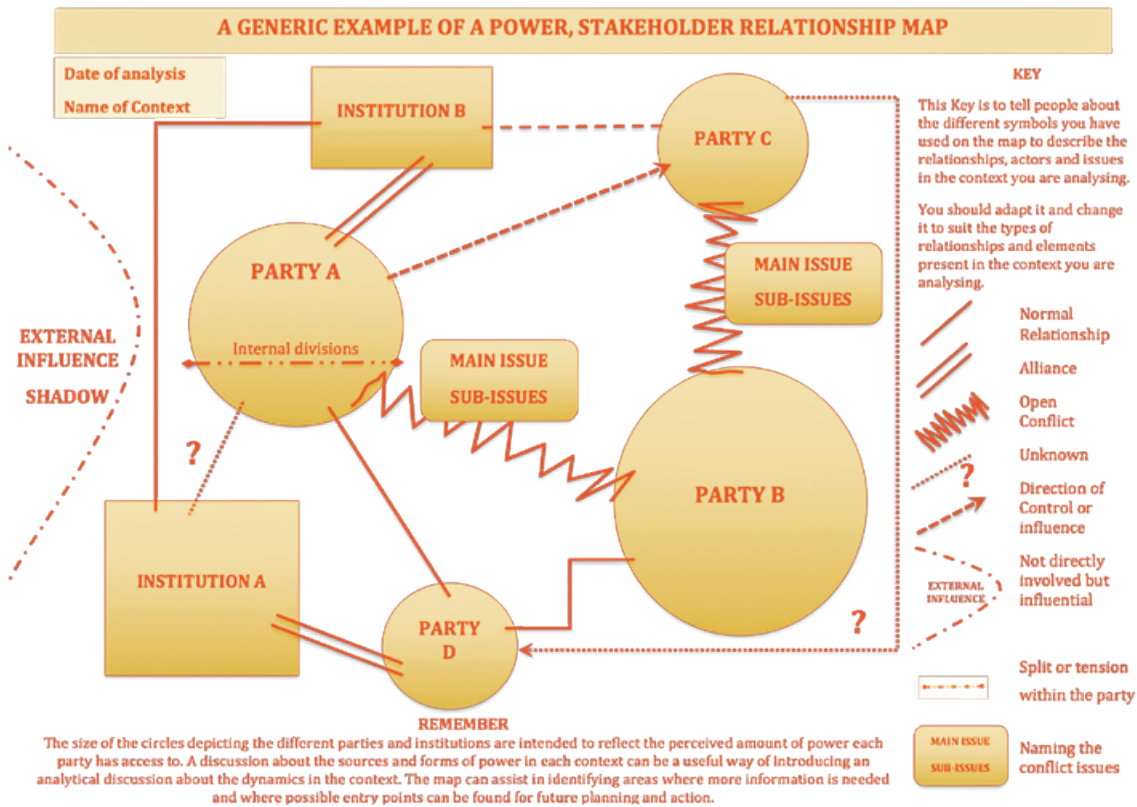 A GENERIC EXAMPLE OF A POWER, STAKEHOLDER RELATIONSHIP MAP
Date of analysis
Name of Context
INSTITUTION B
PARTY C
PARTY A
Internal divisions
MAIN ISSUE
SUB-ISSUES
MAIN ISSUE
SUB-ISSUES
EXTERNAL
INFLUENCE
SHADOW
?
PARTY B
INSTITUTION A
PARTY
D
?
KEY
This Key is to tell people about
the different symbols you have
used on the map to describe the
relationships, actors and issues
in the context you are analysing.
You should adapt it and change
it to suit the types of
relationships and elements
present in the context you are
analysing.
Normal
Relationship
Alliance
Open
Conflict
Unknown
?
Direction of
Control or
influence
EXTERNAL
INFLUENCE
Not directly
involved but
influential
Split or tension
within the party
MAIN ISSUE
SUB-ISSUES
Naming the
conflict issues
REMEMBER
The size of the circles depicting the different parties and institutions are intended to reflect the perceived amount of power each
party has access to. A discussion about the sources and forms of power in each context can be a useful way of introducing an
analytical discussion about the dynamics in the context. The map can assist in identifying areas where more information is needed
and where possible entry points can be found for future planning and action.